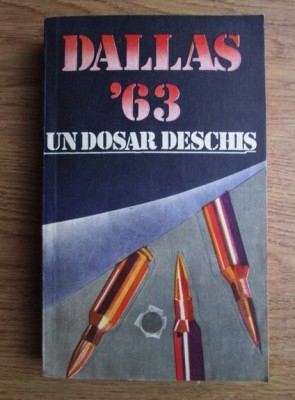 DALLAS
'63
UN DOSAR DESCHIS